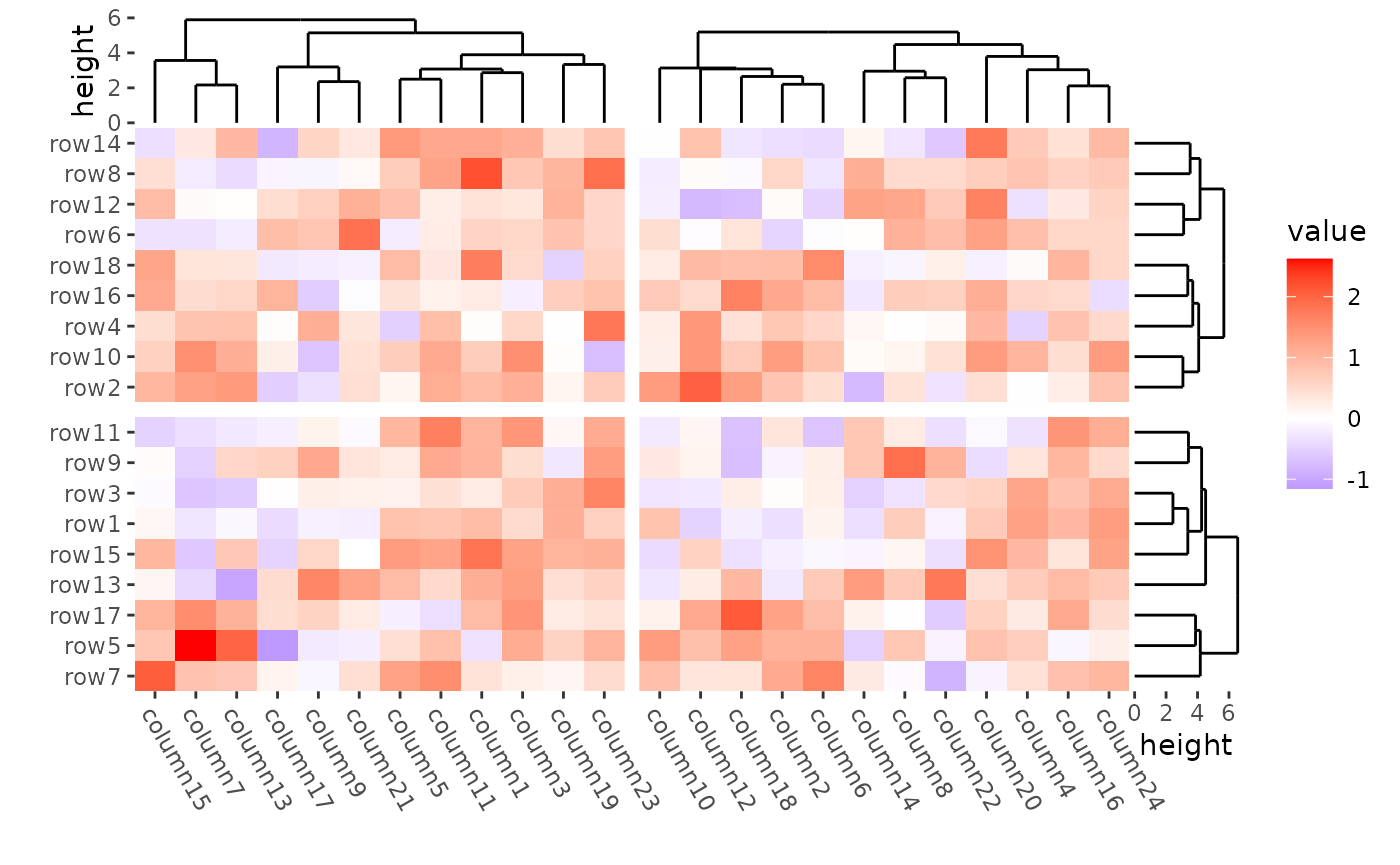 height
6
4
2
0
row14
row8
row12
row6
row18
row16
row4
row10
row2
row11
row9
row3
row1
row15
row13
row17
row5
row7
column15
column7
column13
column17
column9
column21
column5
column11
column1
column3
column19
column23
column10
column12
column18
column2
column6
column14
column8
column22
column20
column4
column16
column24
0 2 4 6
height
value
2
1
0
-1